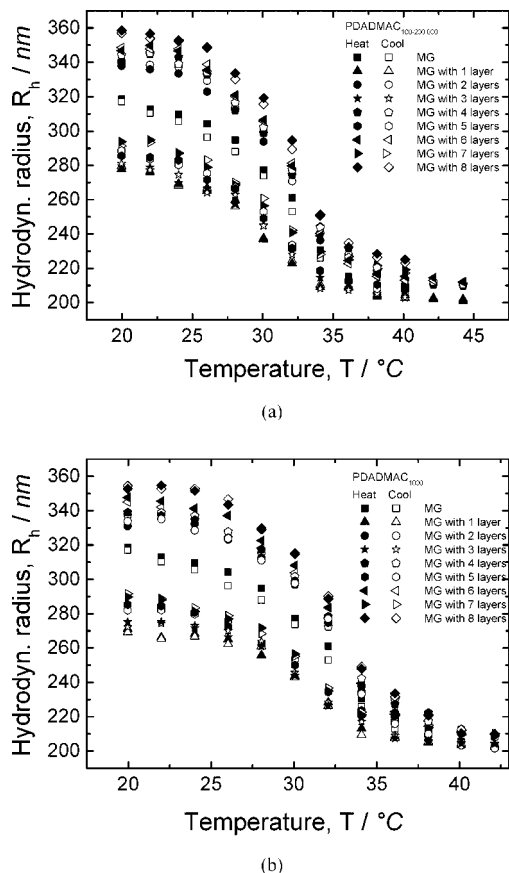 360
340
320
300
280
260
240
220
200
Hydrodyn. radius, R_h / nm
PDADMAC_100-200 000
Heat Cool
MG
MG with 1 layer
MG with 2 layers
MG with 3 layers
MG with 4 layers
MG with 5 layers
MG with 6 layers
MG with 7 layers
MG with 8 layers
20 25 30 35 40 45
Temperature, T / °C
(a)
360
340
320
300
280
260
240
220
200
Hydrodyn. radius, R_h / nm
PDADMAC_1000
Heat Cool
MG
MG with 1 layer
MG with 2 layers
MG with 3 layers
MG with 4 layers
MG with 5 layers
MG with 6 layers
MG with 7 layers
MG with 8 layers
20 25 30 35 40
Temperature, T / °C
(b)